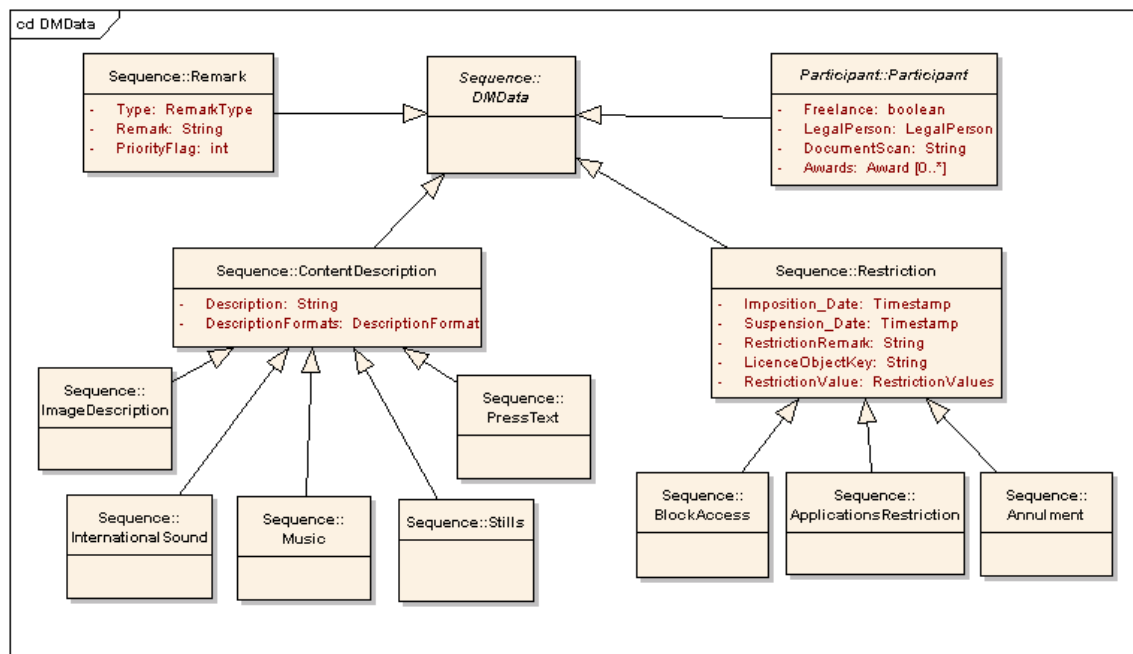 cd DMData
Sequence::Remark
- Type: RemarkType
- Remark: String
- PriorityFlag: int
Sequence::
DMData
Participant::Participant
- Freelance: boolean
- LegalPerson: LegalPerson
- DocumentScan: String
- Awards: Award [0..*]
Sequence::ContentDescription
- Description: String
- DescriptionFormats: DescriptionFormat
Sequence::Restriction
- Imposition_Date: Timestamp
- Suspension_Date: Timestamp
- RestrictionRemark: String
- LicenceObjectKey: String
- RestrictionValue: RestrictionValues
Sequence::
ImageDescription
Sequence::
PressText
Sequence::
InternationalSound
Sequence::
Music
Sequence::Stills
Sequence::
BlockAccess
Sequence::
ApplicationsRestriction
Sequence::
Annulment